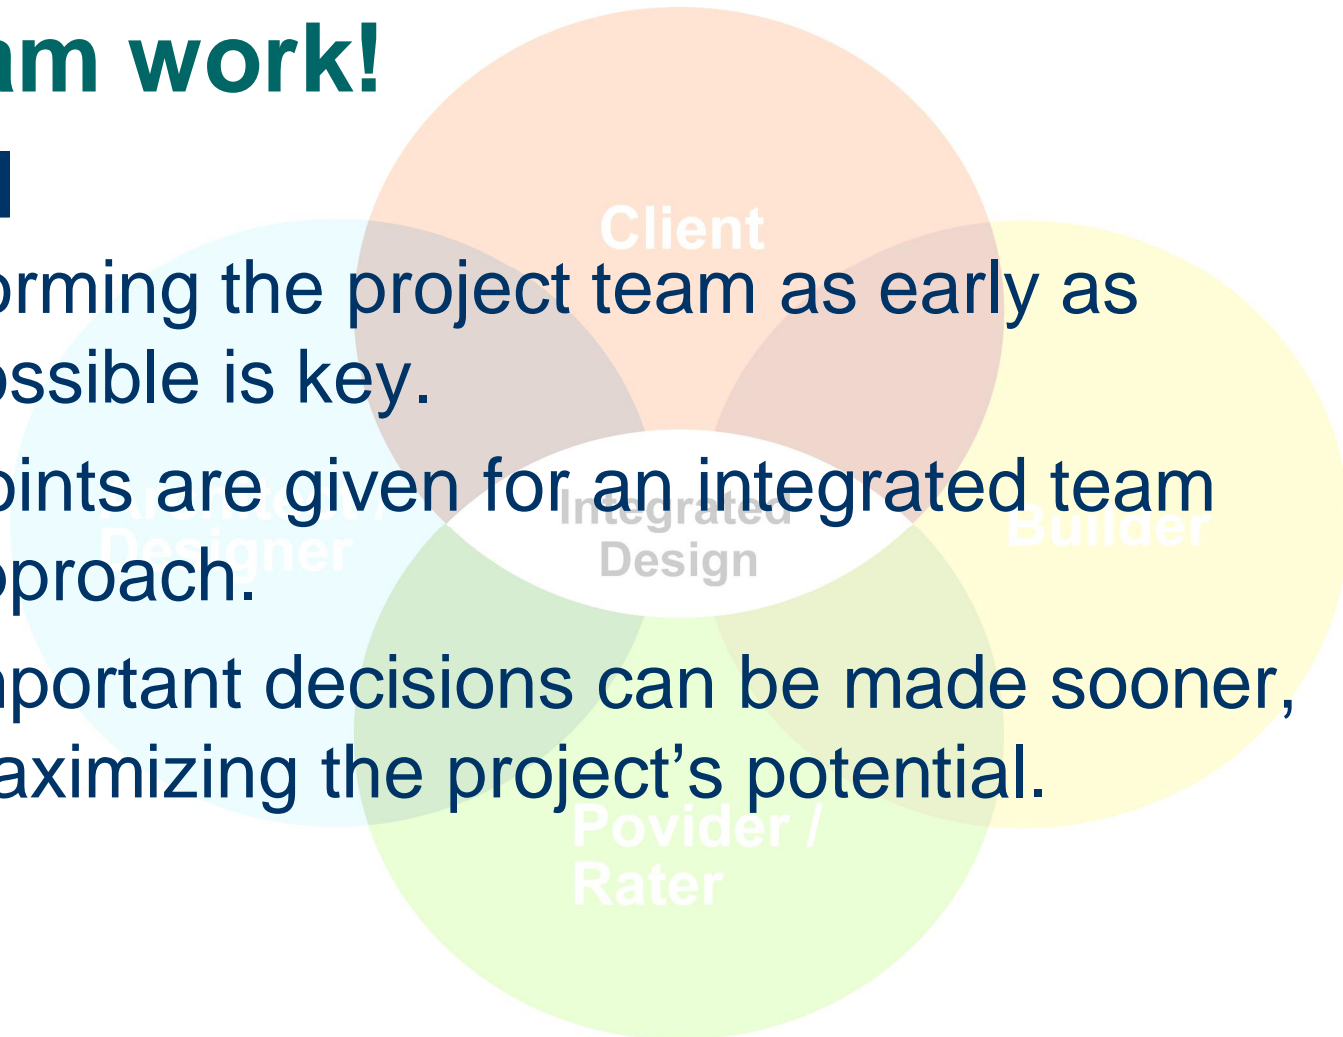 am work!
Client
orming the project team as early as
ossible is key.
oints are given for an integrated team
Integrated
Builder
Designer
Design
pproach.
mportant decisions can be made sooner,
aximizing the project’s potential.
Povider /
Rater